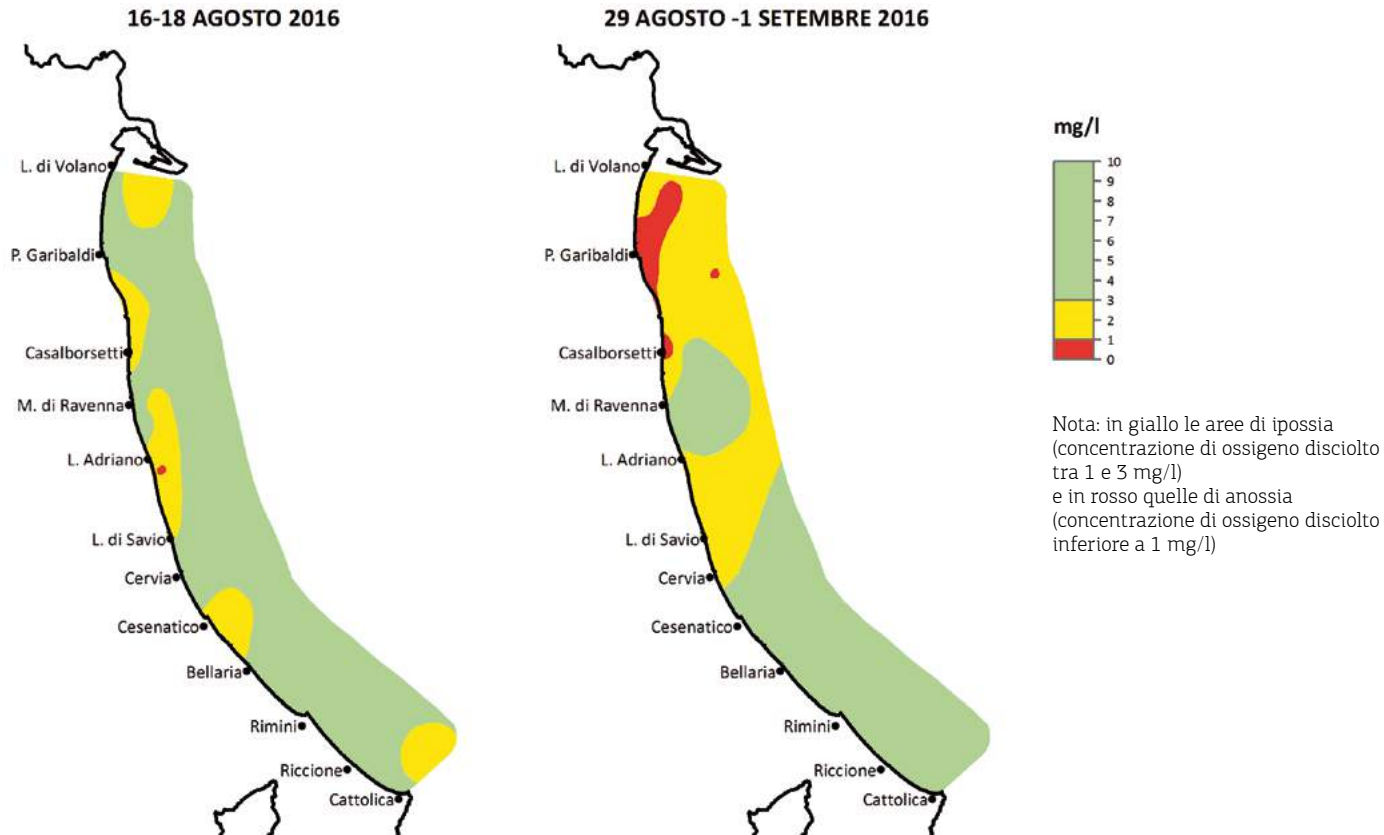 16-18 AGOSTO 2016
L. di Volano
P. Garibaldi
Casalborsetti
M. di Ravenna
L. Adriano
L. di Savio
Cervia
Cesenatico
Bellaria
Rimini
Riccione
Cattolica
29 AGOSTO -1 SETEMBRE 2016
L. di Volano
P. Garibaldi
Casalborsetti
M. di Ravenna
L. Adriano
L. di Savio
Cervia
Cesenatico
Bellaria
Rimini
Riccione
Cattolica
mg/l
10
9
8
7
6
5
4
3
2
1
0
Nota: in giallo le aree di ipossia
(concentrazione di ossigeno disciolto
tra 1 e 3 mg/l)
e in rosso quelle di anossia
(concentrazione di ossigeno disciolto
inferiore a 1 mg/l)